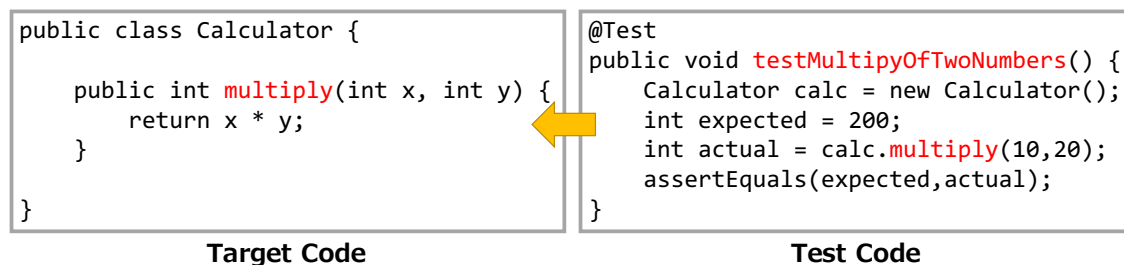 public class Calculator {
public int multiply(int x, int y) {
return x * y;
}
}
Target Code
@Test
public void testMultipyOfTwoNumbers() {
Calculator calc = new Calculator();
int expected = 200;
int actual = calc.multiply(10,20);
assertEquals(expected,actual);
}
Test Code